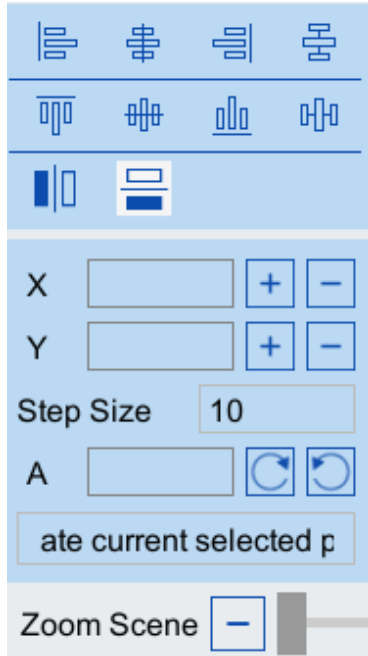 X + −
Y + −
Step Size 10
A
ate current selected p
Zoom Scene −